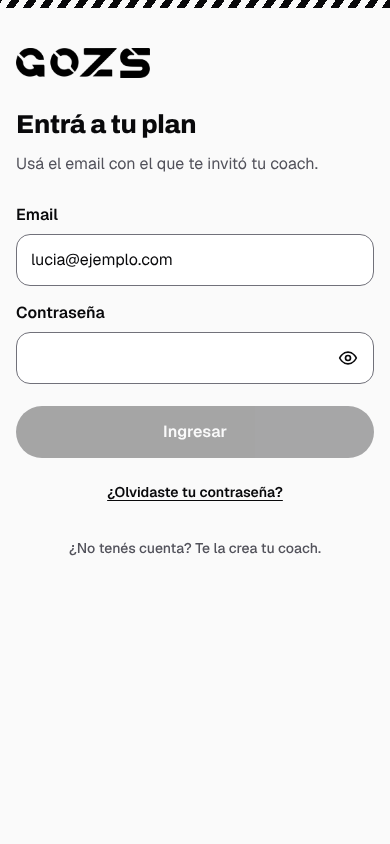 GOZS
Entrá a tu plan
Usá el email con el que te invitó tu coach.
Email
lucia@ejemplo.com
Contraseña
Ingresar
¿Olvidaste tu contraseña?
¿No tenés cuenta? Te la crea tu coach.